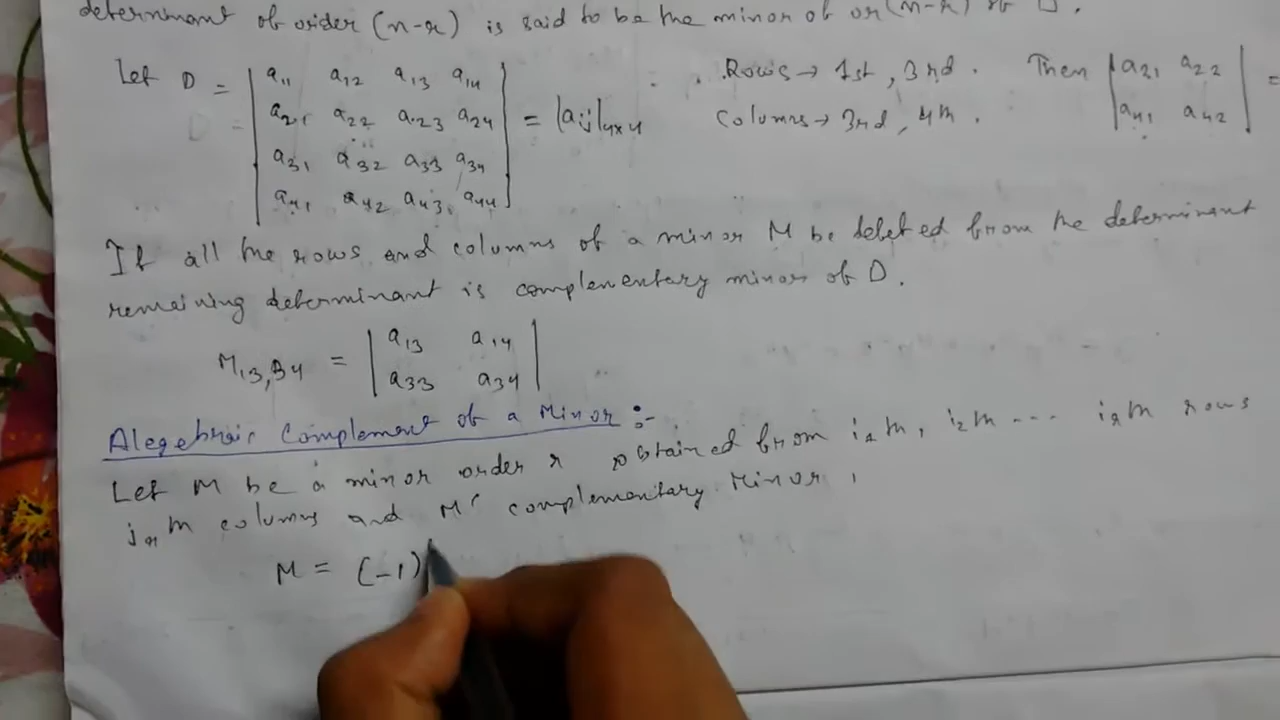 determinant of order (n-r) is said to be the minor of or (n-r) of D.
Let D = | a11 a12 a13 a14 |
| a21 a22 a23 a24 | = |aij|4x4
| a31 a32 a33 a34 |
| a41 a42 a43 a44 |
Rows → 1st, 3rd. Then | a21 a22 | =
Columns → 3rd, 4th. | a41 a42 |
If all the rows and columns of a minor M be deleted from the determinant
remaining determinant is complementary minor of D.
M13,34 = | a13 a14 |
| a33 a34 |
Alegebraic Complement of a Minor :-
Let M be a minor order r obtained from i1th, i2th --- irth rows
jrth columns and M' complementary Minor,
M = (-1)